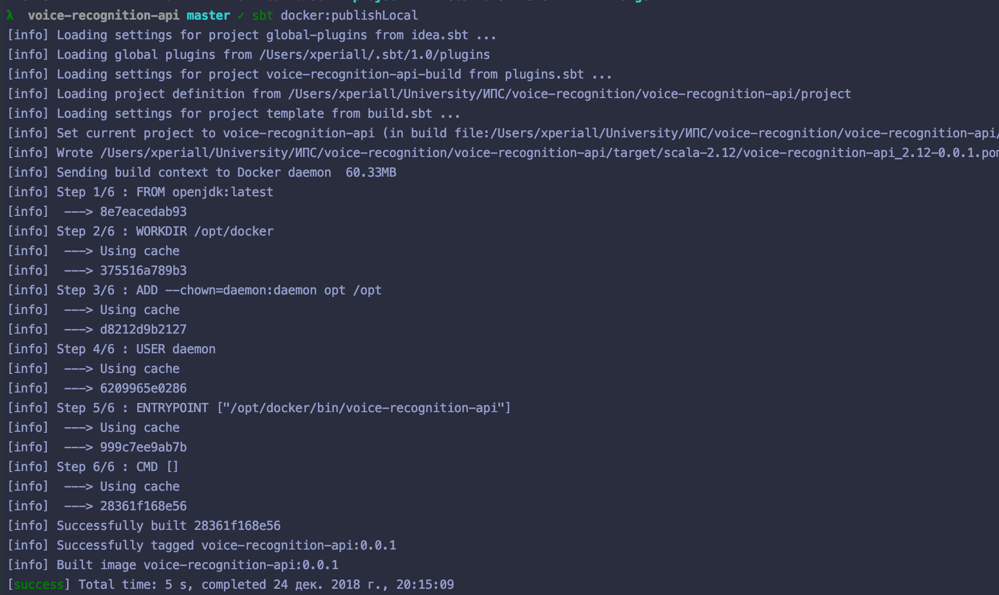 λ  voice-recognition-api master ✓ sbt docker:publishLocal
[info] Loading settings for project global-plugins from idea.sbt ...
[info] Loading global plugins from /Users/xperiall/.sbt/1.0/plugins
[info] Loading settings for project voice-recognition-api-build from plugins.sbt ...
[info] Loading project definition from /Users/xperiall/University/ИПС/voice-recognition/voice-recognition-api/project
[info] Loading settings for project template from build.sbt ...
[info] Set current project to voice-recognition-api (in build file:/Users/xperiall/University/ИПС/voice-recognition/voice-recognition-api/
[info] Wrote /Users/xperiall/University/ИПС/voice-recognition/voice-recognition-api/target/scala-2.12/voice-recognition-api_2.12-0.0.1.pom
[info] Sending build context to Docker daemon  60.33MB
[info] Step 1/6 : FROM openjdk:latest
[info]  ---> 8e7eacedab93
[info] Step 2/6 : WORKDIR /opt/docker
[info]  ---> Using cache
[info]  ---> 375516a789b3
[info] Step 3/6 : ADD --chown=daemon:daemon opt /opt
[info]  ---> Using cache
[info]  ---> d8212d9b2127
[info] Step 4/6 : USER daemon
[info]  ---> Using cache
[info]  ---> 6209965e0286
[info] Step 5/6 : ENTRYPOINT ["/opt/docker/bin/voice-recognition-api"]
[info]  ---> Using cache
[info]  ---> 999c7ee9ab7b
[info] Step 6/6 : CMD []
[info]  ---> Using cache
[info]  ---> 28361f168e56
[info] Successfully built 28361f168e56
[info] Successfully tagged voice-recognition-api:0.0.1
[info] Built image voice-recognition-api:0.0.1
[success] Total time: 5 s, completed 24 дек. 2018 г., 20:15:09